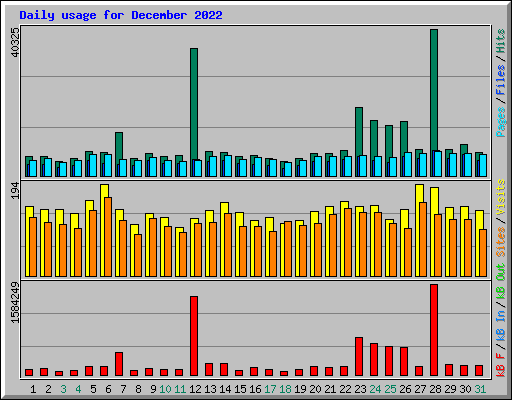 Daily usage for December 2022
40325
Pages / Files / Hits
194
Sites / Visits
1584249
kB F / kB In / kB Out
1 2 3 4 5 6 7 8 9 10 11 12 13 14 15 16 17 18 19 20 21 22 23 24 25 26 27 28 29 30 31